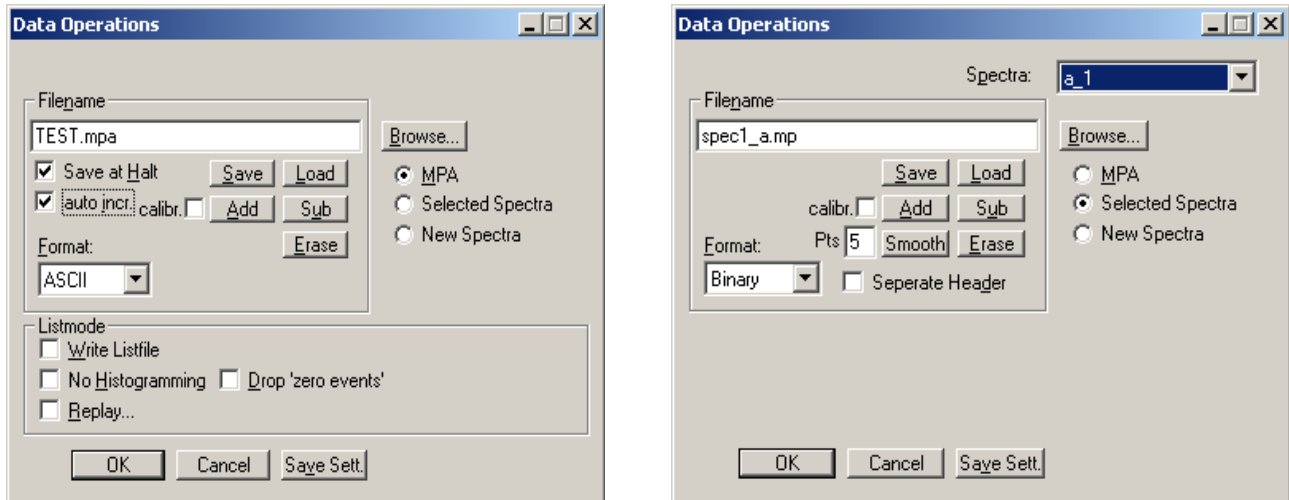 Data Operations
Filename
TEST.mpa
Browse...
Save at Halt Save Load
MPA
auto incr. calibr. Add Sub
Selected Spectra
New Spectra
Format: Erase
ASCII
Listmode
Write Listfile
No Histogramming Drop 'zero events'
Replay...
OK Cancel Save Sett.
Data Operations
Spectra: a_1
Filename
spec1_a.mp
Browse...
Save Load
MPA
calibr. Add Sub
Selected Spectra
New Spectra
Format: Pts 5 Smooth Erase
Binary Seperate Header
OK Cancel Save Sett.